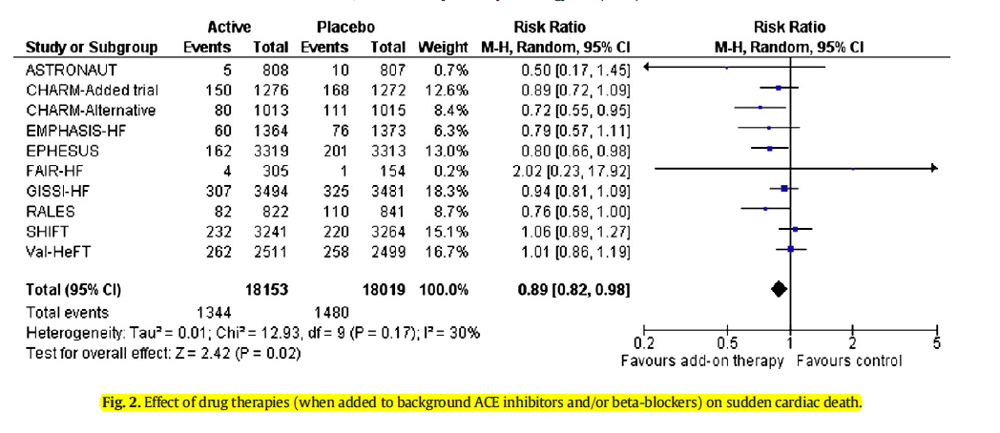 Active Placebo Risk Ratio Risk Ratio
Study or Subgroup Events Total Events Total Weight M-H, Random, 95% CI M-H, Random, 95% CI
ASTRONAUT 5 808 10 807 0.7% 0.50 [0.17, 1.45]
CHARM-Added trial 150 1276 168 1272 12.6% 0.89 [0.72, 1.09]
CHARM-Alternative 80 1013 111 1015 8.4% 0.72 [0.55, 0.95]
EMPHASIS-HF 60 1364 76 1373 6.3% 0.79 [0.57, 1.11]
EPHESUS 162 3319 201 3313 13.0% 0.80 [0.66, 0.98]
FAIR-HF 4 305 1 154 0.2% 2.02 [0.23, 17.92]
GISSI-HF 307 3494 325 3481 18.3% 0.94 [0.81, 1.09]
RALES 82 822 110 841 8.7% 0.76 [0.58, 1.00]
SHIFT 232 3241 220 3264 15.1% 1.06 [0.89, 1.27]
Val-HeFT 262 2511 258 2499 16.7% 1.01 [0.86, 1.19]
Total (95% CI) 18153 18019 100.0% 0.89 [0.82, 0.98]
Total events 1344 1480
Heterogeneity: Tau² = 0.01; Chi² = 12.93, df = 9 (P = 0.17); I² = 30%
Test for overall effect: Z = 2.42 (P = 0.02)
0.2 0.5 1 2 5
Favours add-on therapy Favours control
Fig. 2. Effect of drug therapies (when added to background ACE inhibitors and/or beta-blockers) on sudden cardiac death.